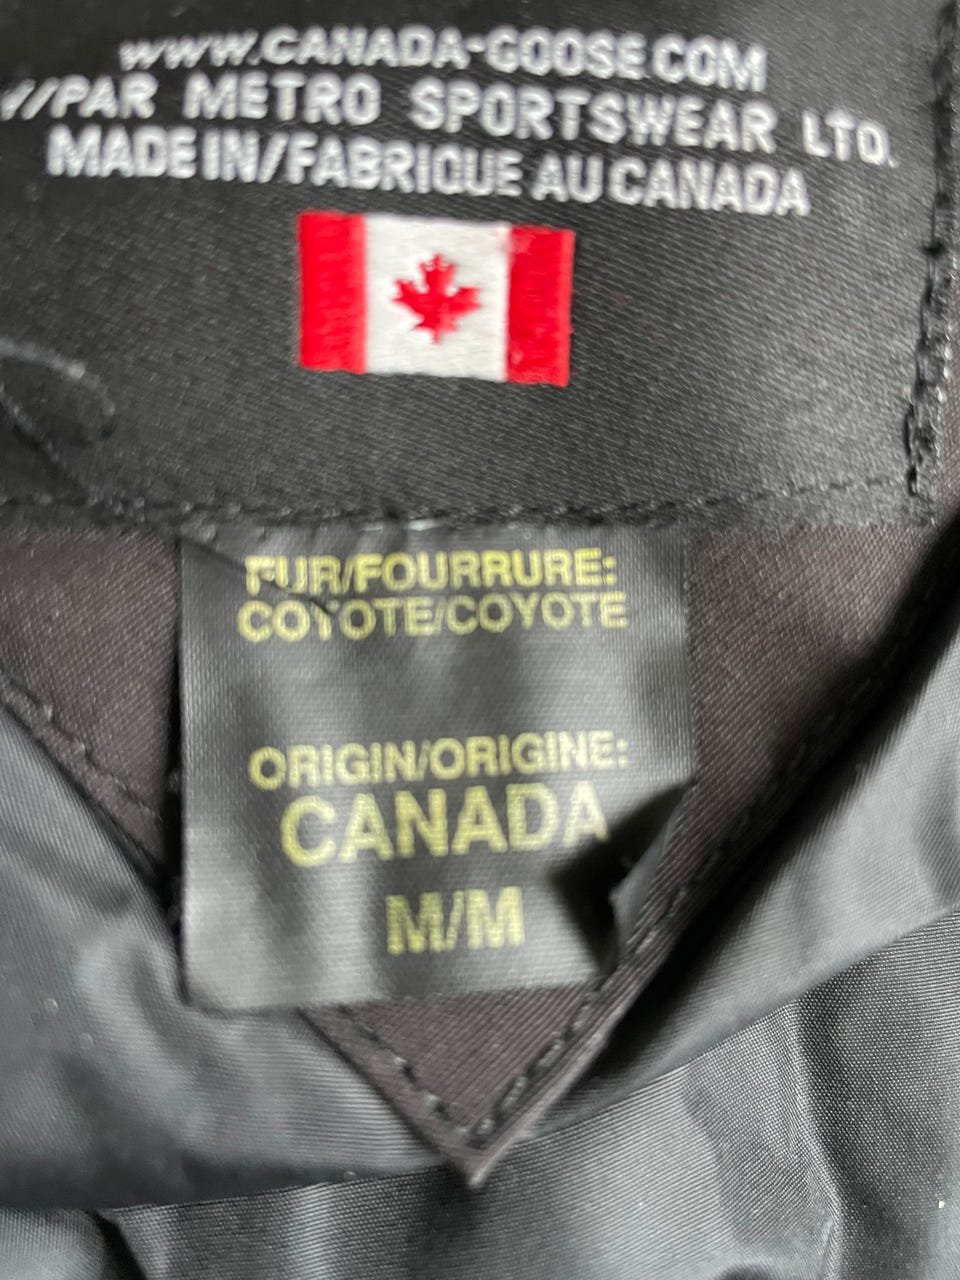 WWW.CANADA-GOOSE.COM
Y/PAR METRO SPORTSWEAR LTD.
MADE IN/FABRIQUE AU CANADA
FUR/FOURRURE:
COYOTE/COYOTE
ORIGIN/ORIGINE:
CANADA
M/M